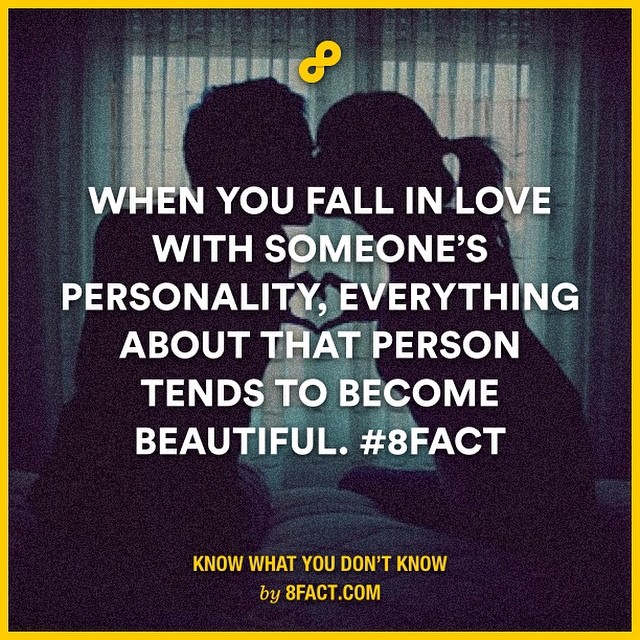 WHEN YOU FALL IN LOVE
WITH SOMEONE’S
PERSONALITY, EVERYTHING
ABOUT THAT PERSON
TENDS TO BECOME
BEAUTIFUL. #8FACT
KNOW WHAT YOU DON’T KNOW
by 8FACT.COM